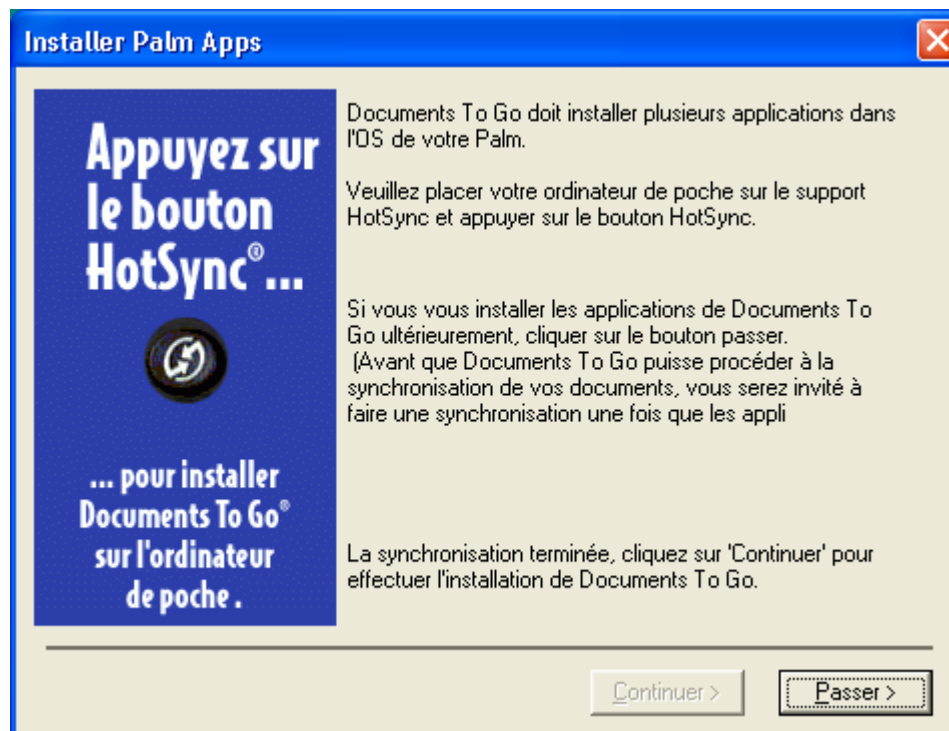 Installer Palm Apps
Appuyez sur
le bouton
HotSync®...
... pour installer
Documents To Go®
sur l'ordinateur
de poche .
Documents To Go doit installer plusieurs applications dans
l'OS de votre Palm.
Veuillez placer votre ordinateur de poche sur le support
HotSync et appuyer sur le bouton HotSync.
Si vous vous installer les applications de Documents To
Go ultérieurement, cliquer sur le bouton passer.
(Avant que Documents To Go puisse procéder à la
synchronisation de vos documents, vous serez invité à
faire une synchronisation une fois que les appli
La synchronisation terminée, cliquez sur 'Continuer' pour
effectuer l'installation de Documents To Go.
Continuer >
Passer >